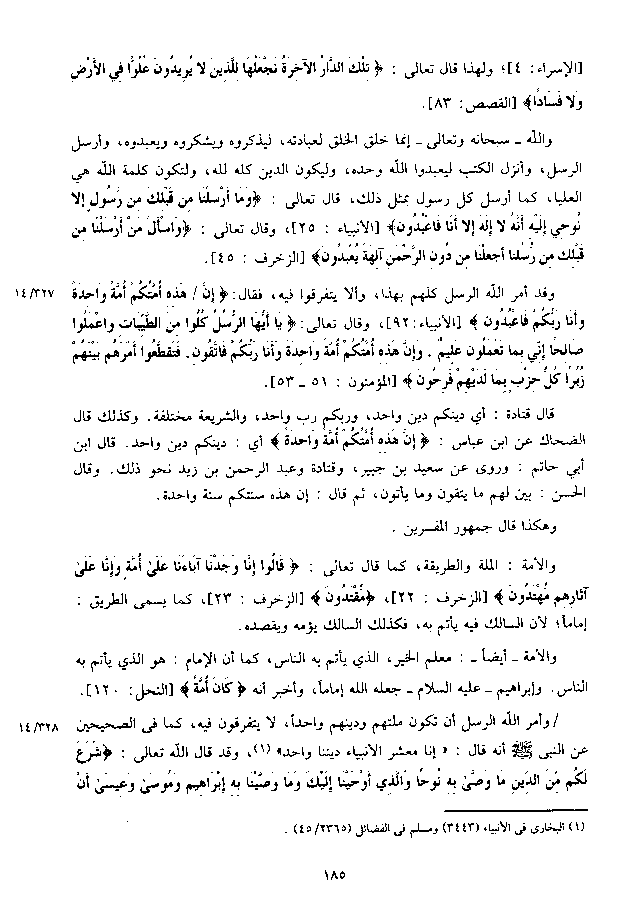 [الإسراء: ٤]؛ ولهذا قال تعالى : ﴿ تِلْكَ الدَّارُ الآخِرَةُ نَجْعَلُهَا لِلَّذِينَ لا يُرِيدُونَ عُلُوًّا فِي الأَرْضِ
وَلا فَسَادًا﴾ [القصص: ٨٣].
والله ـ سبحانه وتعالى ـ إنما خلق الخلق لعبادته، ليذكروه ويشكروه ويعبدوه، وأرسل
الرسل، وأنزل الكتب ليعبدوا الله وحده، وليكون الدين كله لله، ولتكون كلمة الله هي
العليا، كما أرسل كل رسول بمثل ذلك، قال تعالى : ﴿وَمَا أَرْسَلْنَا مِن قَبْلِكَ مِن رَّسُولٍ إِلا
نُوحِي إِلَيْهِ أَنَّهُ لا إِلَهَ إِلا أَنَا فَاعْبُدُونِ﴾ [الأنبياء : ٢٥]، وقال تعالى : ﴿وَاسْأَلْ مَنْ أَرْسَلْنَا مِن
قَبْلِكَ مِن رُّسُلِنَا أَجَعَلْنَا مِن دُونِ الرَّحْمَنِ آلِهَةً يُعْبَدُونَ﴾ [الزخرف : ٤٥].
وقد أمر الله الرسل كلهم بهذا، وألا يتفرقوا فيه، فقال: ﴿ إِنَّ / هَذِهِ أُمَّتُكُمْ أُمَّةً وَاحِدَةً ١٤/٣٢٧
وَأَنَا رَبُّكُمْ فَاعْبُدُونِ ﴾ [الأنبياء: ٩٢]، وقال تعالى: ﴿ يَا أَيُّهَا الرُّسُلُ كُلُوا مِنَ الطَّيِّبَاتِ وَاعْمَلُوا
صَالِحًا إِنِّي بِمَا تَعْمَلُونَ عَلِيمٌ . وَإِنَّ هَذِهِ أُمَّتُكُمْ أُمَّةً وَاحِدَةً وَأَنَا رَبُّكُمْ فَاتَّقُونِ . فَتَقَطَّعُوا أَمْرَهُم بَيْنَهُمْ
زُبُرًا كُلُّ حِزْبٍ بِمَا لَدَيْهِمْ فَرِحُونَ ﴾ [المؤمنون : ٥١ ـ ٥٣].
قال قتادة : أي دينكم دين واحد، وربكم رب واحد، والشريعة مختلفة. وكذلك قال
الضحاك عن ابن عباس : ﴿ إِنَّ هَذِهِ أُمَّتُكُمْ أُمَّةً وَاحِدَةً ﴾ أي : دينكم دين واحد. قال ابن
أبي حاتم : وروى عن سعيد بن جبير، وقتادة وعبد الرحمن بن زيد نحو ذلك. وقال
الحسن : بين لهم ما يتقون وما يأتون، ثم قال : إن هذه سنتكم سنة واحدة.
وهكذا قال جمهور المفسرين .
والأمة : الملة والطريقة، كما قال تعالى : ﴿ قَالُوا إِنَّا وَجَدْنَا آبَاءَنَا عَلَىٰ أُمَّةٍ وَإِنَّا عَلَىٰ
آثَارِهِم مُّهْتَدُونَ ﴾ [الزخرف : ٢٢]، ﴿مُّقْتَدُونَ ﴾ [الزخرف : ٢٣]، كما يسمى الطريق :
إماماً؛ لأن السالك فيه يأتم به، فكذلك السالك يؤمه ويقصده.
والأمة ـ أيضاً ـ : معلم الخير، الذي يأتم به الناس، كما أن الإمام : هو الذي يأتم به
الناس. وإبراهيم ـ عليه السلام ـ جعله الله إماماً، وأخبر أنه ﴿ كَانَ أُمَّةً ﴾ [النحل: ١٢٠].
/ وأمر الله الرسل أن تكون ملتهم ودينهم واحداً، لا يتفرقون فيه، كما في الصحيحين ١٤/٣٢٨
عن النبي ﷺ أنه قال : « إنا معشر الأنبياء ديننا واحد» (١)، وقد قال الله تعالى : ﴿شَرَعَ
لَكُم مِّنَ الدِّينِ مَا وَصَّىٰ بِهِ نُوحًا وَالَّذِي أَوْحَيْنَا إِلَيْكَ وَمَا وَصَّيْنَا بِهِ إِبْرَاهِيمَ وَمُوسَىٰ وَعِيسَىٰ أَنْ
(١) البخارى فى الأنبياء (٣٤٤٣) ومسلم فى الفضائل (٢٣٦٥/٤٥) .
١٨٥